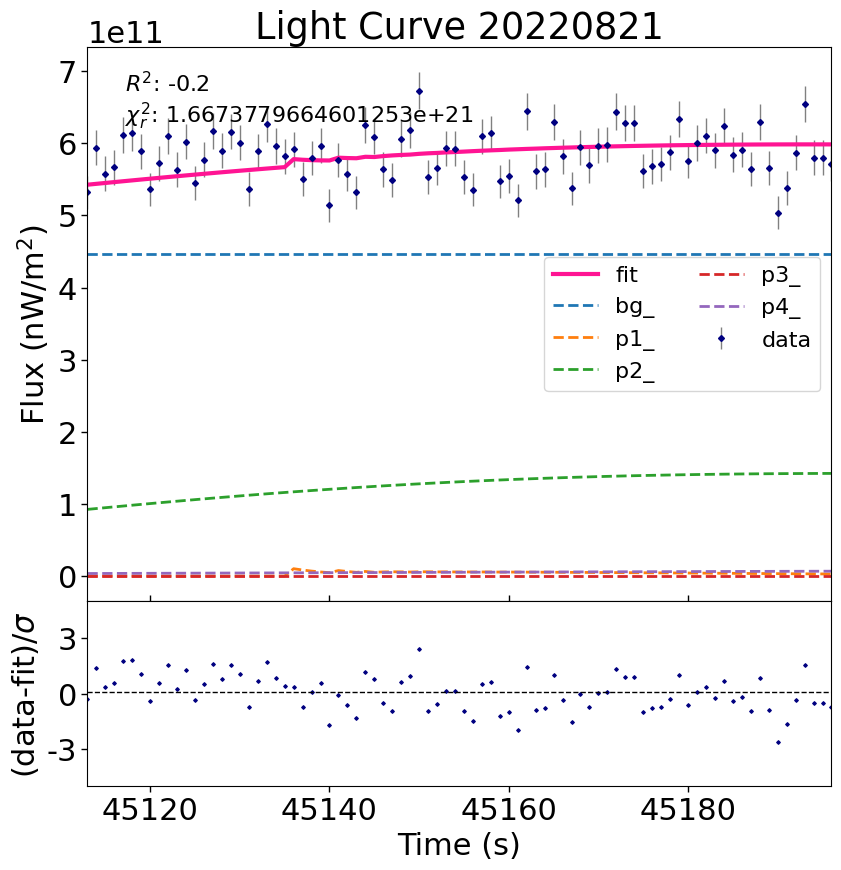 Light Curve 20220821
1e11
R²: -0.2
χ²ᵣ: 1.6673779664601253e+21
7
6
5
4
3
2
1
0
Flux (nW/m²)
fit
bg_
p1_
p2_
p3_
p4_
data
3
0
-3
(data-fit)/σ
45120 45140 45160 45180
Time (s)